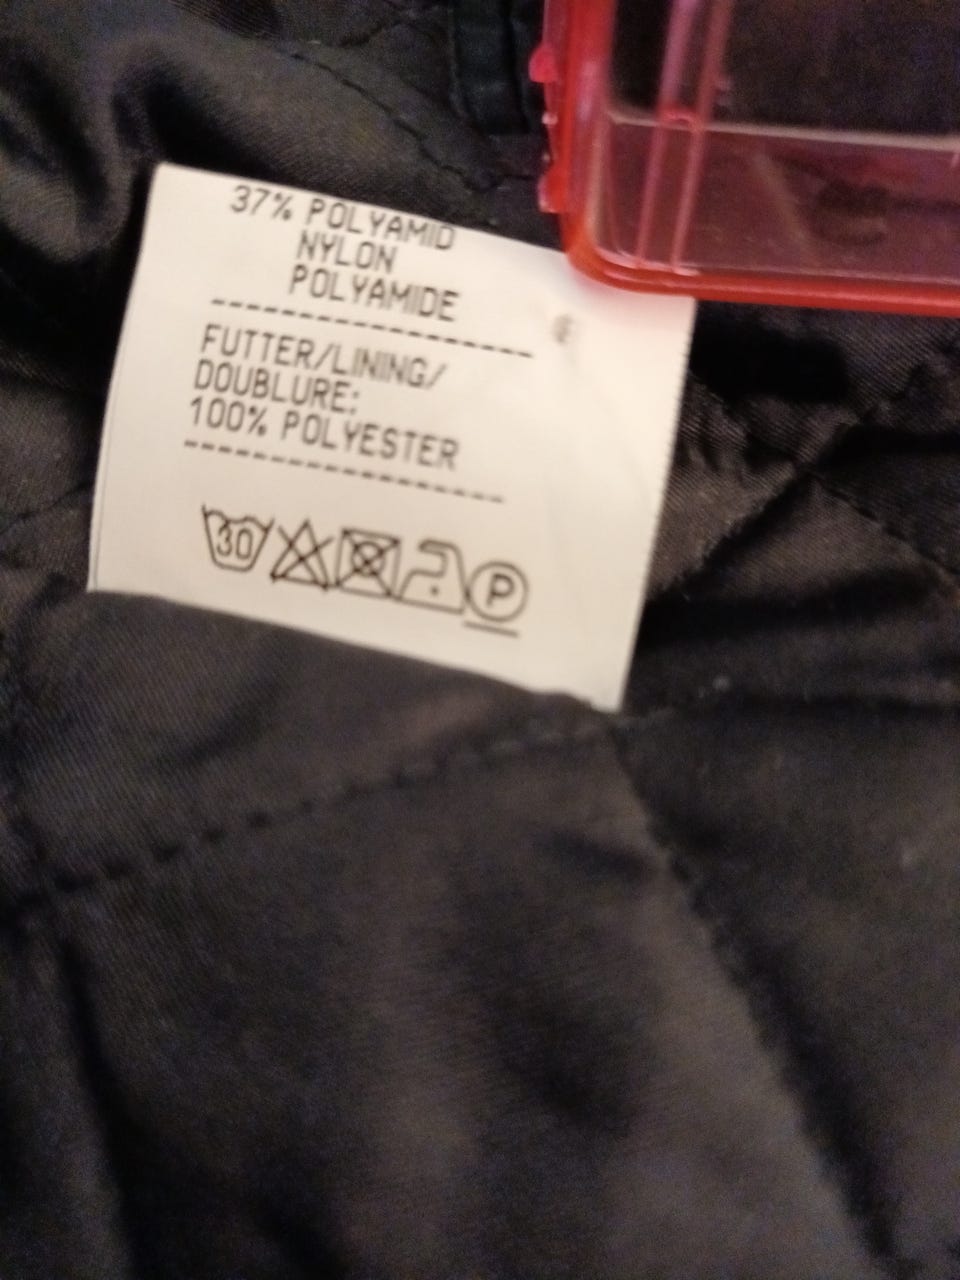 37% POLYAMID
NYLON
POLYAMIDE
FUTTER/LINING/
DOUBLURE:
100% POLYESTER
30
P